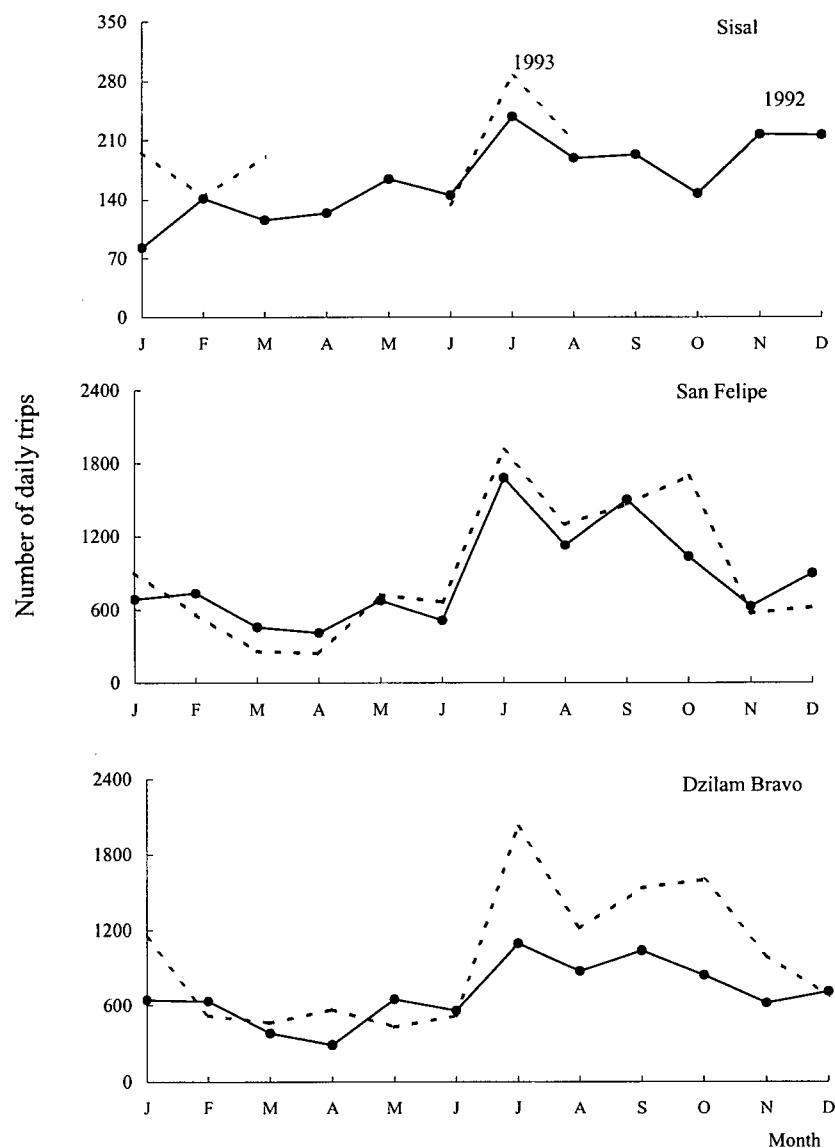 Number of daily trips
Sisal
350
280
210
140
70
0
1993
1992
J F M A M J J A S O N D
San Felipe
2400
1800
1200
600
0
J F M A M J J A S O N D
Dzilam Bravo
2400
1800
1200
600
0
J F M A M J J A S O N D
Month